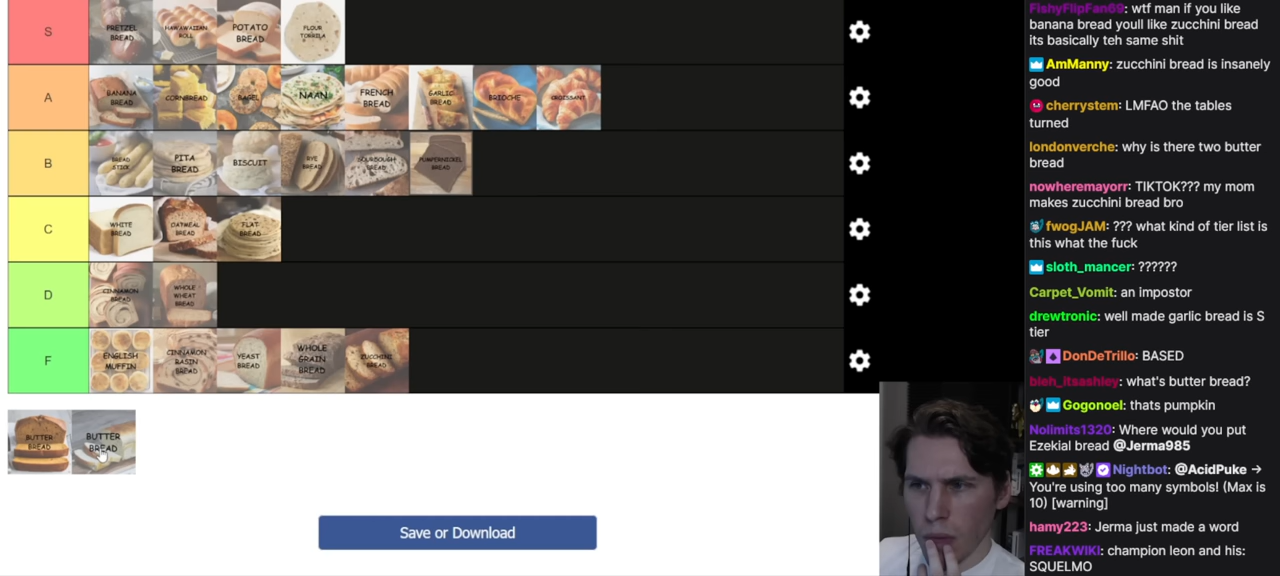 S
PRETZEL
BREAD
HAWAIIAN
ROLL
POTATO
BREAD
FLOUR
TORTILLA
A
BANANA
BREAD
CORNBREAD
BAGEL
NAAN
FRENCH
BREAD
GARLIC
BREAD
BRIOCHE
CROISSANT
B
BREAD
STICK
PITA
BREAD
BISCUIT
RYE
BREAD
SOURDOUGH
BREAD
PUMPERNICKEL
BREAD
C
WHITE
BREAD
OATMEAL
BREAD
FLAT
BREAD
D
CINNAMON
BREAD
WHOLE
WHEAT
BREAD
F
ENGLISH
MUFFIN
CINNAMON
RAISIN
BREAD
YEAST
BREAD
WHOLE
GRAIN
BREAD
ZUCCHINI
BREAD
BUTTER
BREAD
BUTTER
BREAD
Save or Download
FishyFlipFan69: wtf man if you like
banana bread youll like zucchini bread
its basically teh same shit
AmManny: zucchini bread is insanely
good
cherrystem: LMFAO the tables
turned
londonverche: why is there two butter
bread
nowheremayorr: TIKTOK??? my mom
makes zucchini bread bro
fwogJAM: ??? what kind of tier list is
this what the fuck
sloth_mancer: ??????
Carpet_Vomit: an impostor
drewtronic: well made garlic bread is S
tier
DonDeTrillo: BASED
bleh_itsashley: what's butter bread?
Gogonoel: thats pumpkin
Nolimits1320: Where would you put
Ezekial bread @Jerma985
Nightbot: @AcidPuke →
You're using too many symbols! (Max is
10) [warning]
hamy223: Jerma just made a word
FREAKWIKI: champion leon and his:
SQUELMO